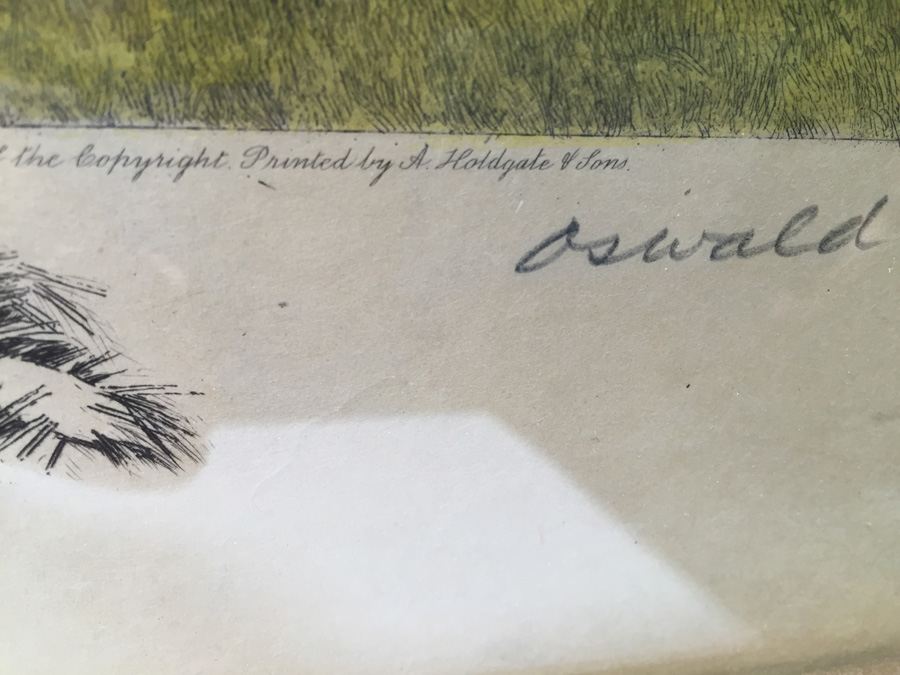 the Copyright. Printed by A. Holdgate & Sons.
Oswald